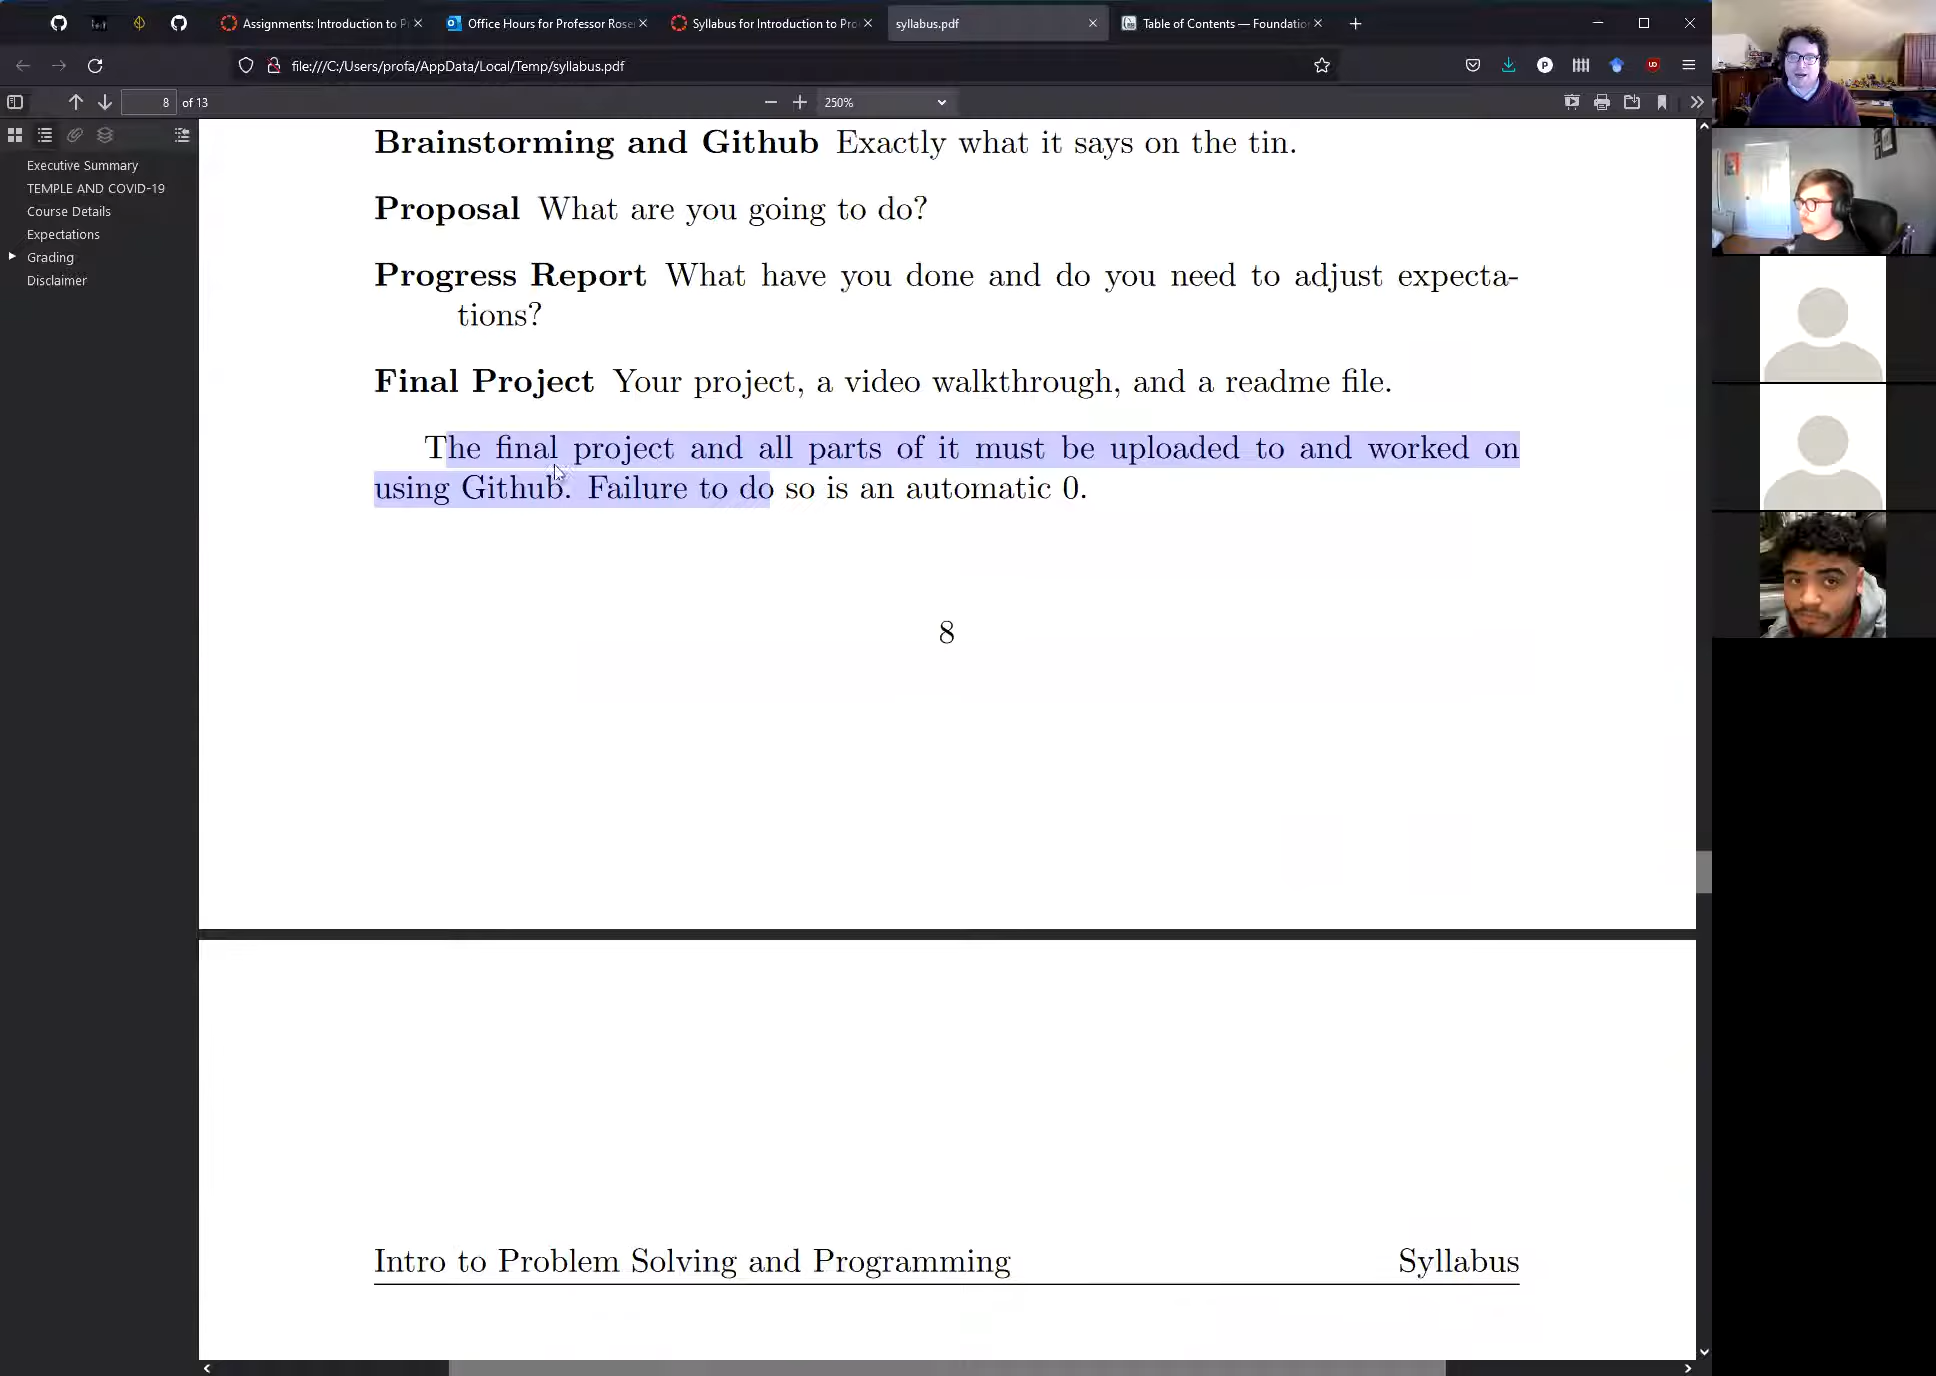 Assignments: Introduction to P
Office Hours for Professor Rose
Syllabus for Introduction to Pro
syllabus.pdf
Table of Contents — Foundatio
file:///C:/Users/profa/AppData/Local/Temp/syllabus.pdf
8 of 13
250%
Executive Summary
TEMPLE AND COVID-19
Course Details
Expectations
Grading
Disclaimer
Brainstorming and Github Exactly what it says on the tin.
Proposal What are you going to do?
Progress Report What have you done and do you need to adjust expecta-
tions?
Final Project Your project, a video walkthrough, and a readme file.
The final project and all parts of it must be uploaded to and worked on
using Github. Failure to do so is an automatic 0.
8
Intro to Problem Solving and Programming Syllabus